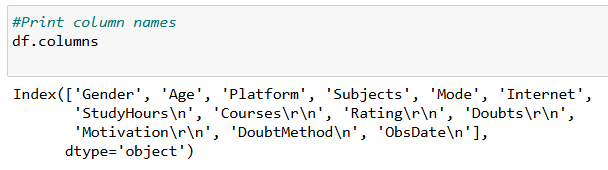 #Print column names
df.columns
Index(['Gender', 'Age', 'Platform', 'Subjects', 'Mode', 'Internet',
'StudyHours\n', 'Courses\r\n', 'Rating\r\n', 'Doubts\r\n',
'Motivation\r\n', 'DoubtMethod\n', 'ObsDate\n'],
dtype='object')